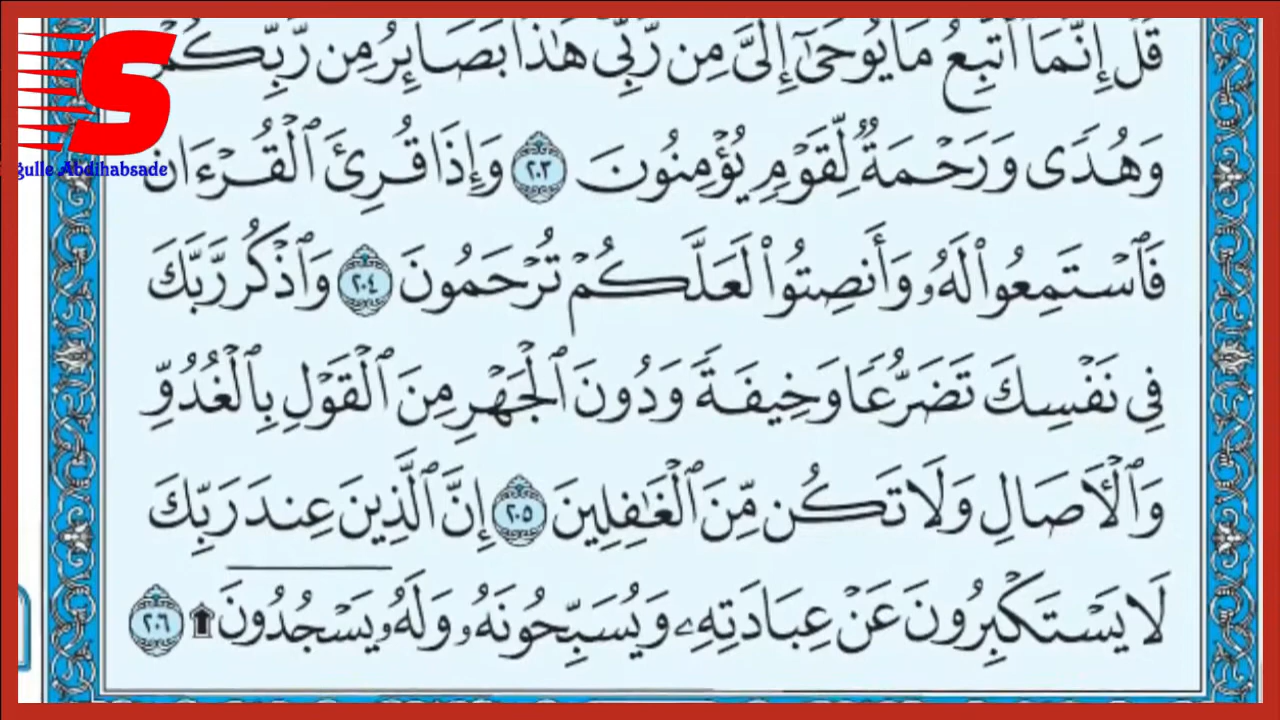 قُلْ إِنَّمَا أَتَّبِعُ مَا يُوحَىٰٓ إِلَىَّ مِن رَّبِّى هَٰذَا بَصَآئِرُ مِن رَّبِّكُمْ
وَهُدًى وَرَحْمَةٌ لِّقَوْمٍ يُؤْمِنُونَ ٢٠٣ وَإِذَا قُرِئَ ٱلْقُرْءَانُ
فَٱسْتَمِعُوا۟ لَهُۥ وَأَنصِتُوا۟ لَعَلَّكُمْ تُرْحَمُونَ ٢٠٤ وَٱذْكُر رَّبَّكَ
فِى نَفْسِكَ تَضَرُّعًا وَخِيفَةً وَدُونَ ٱلْجَهْرِ مِنَ ٱلْقَوْلِ بِٱلْغُدُوِّ
وَٱلْءَاصَالِ وَلَا تَكُن مِّنَ ٱلْغَٰفِلِينَ ٢٠٥ إِنَّ ٱلَّذِينَ عِندَ رَبِّكَ
لَا يَسْتَكْبِرُونَ عَنْ عِبَادَتِهِۦ وَيُسَبِّحُونَهُۥ وَلَهُۥ يَسْجُدُونَ ٢٠٦
S
gulle Abdihabsade